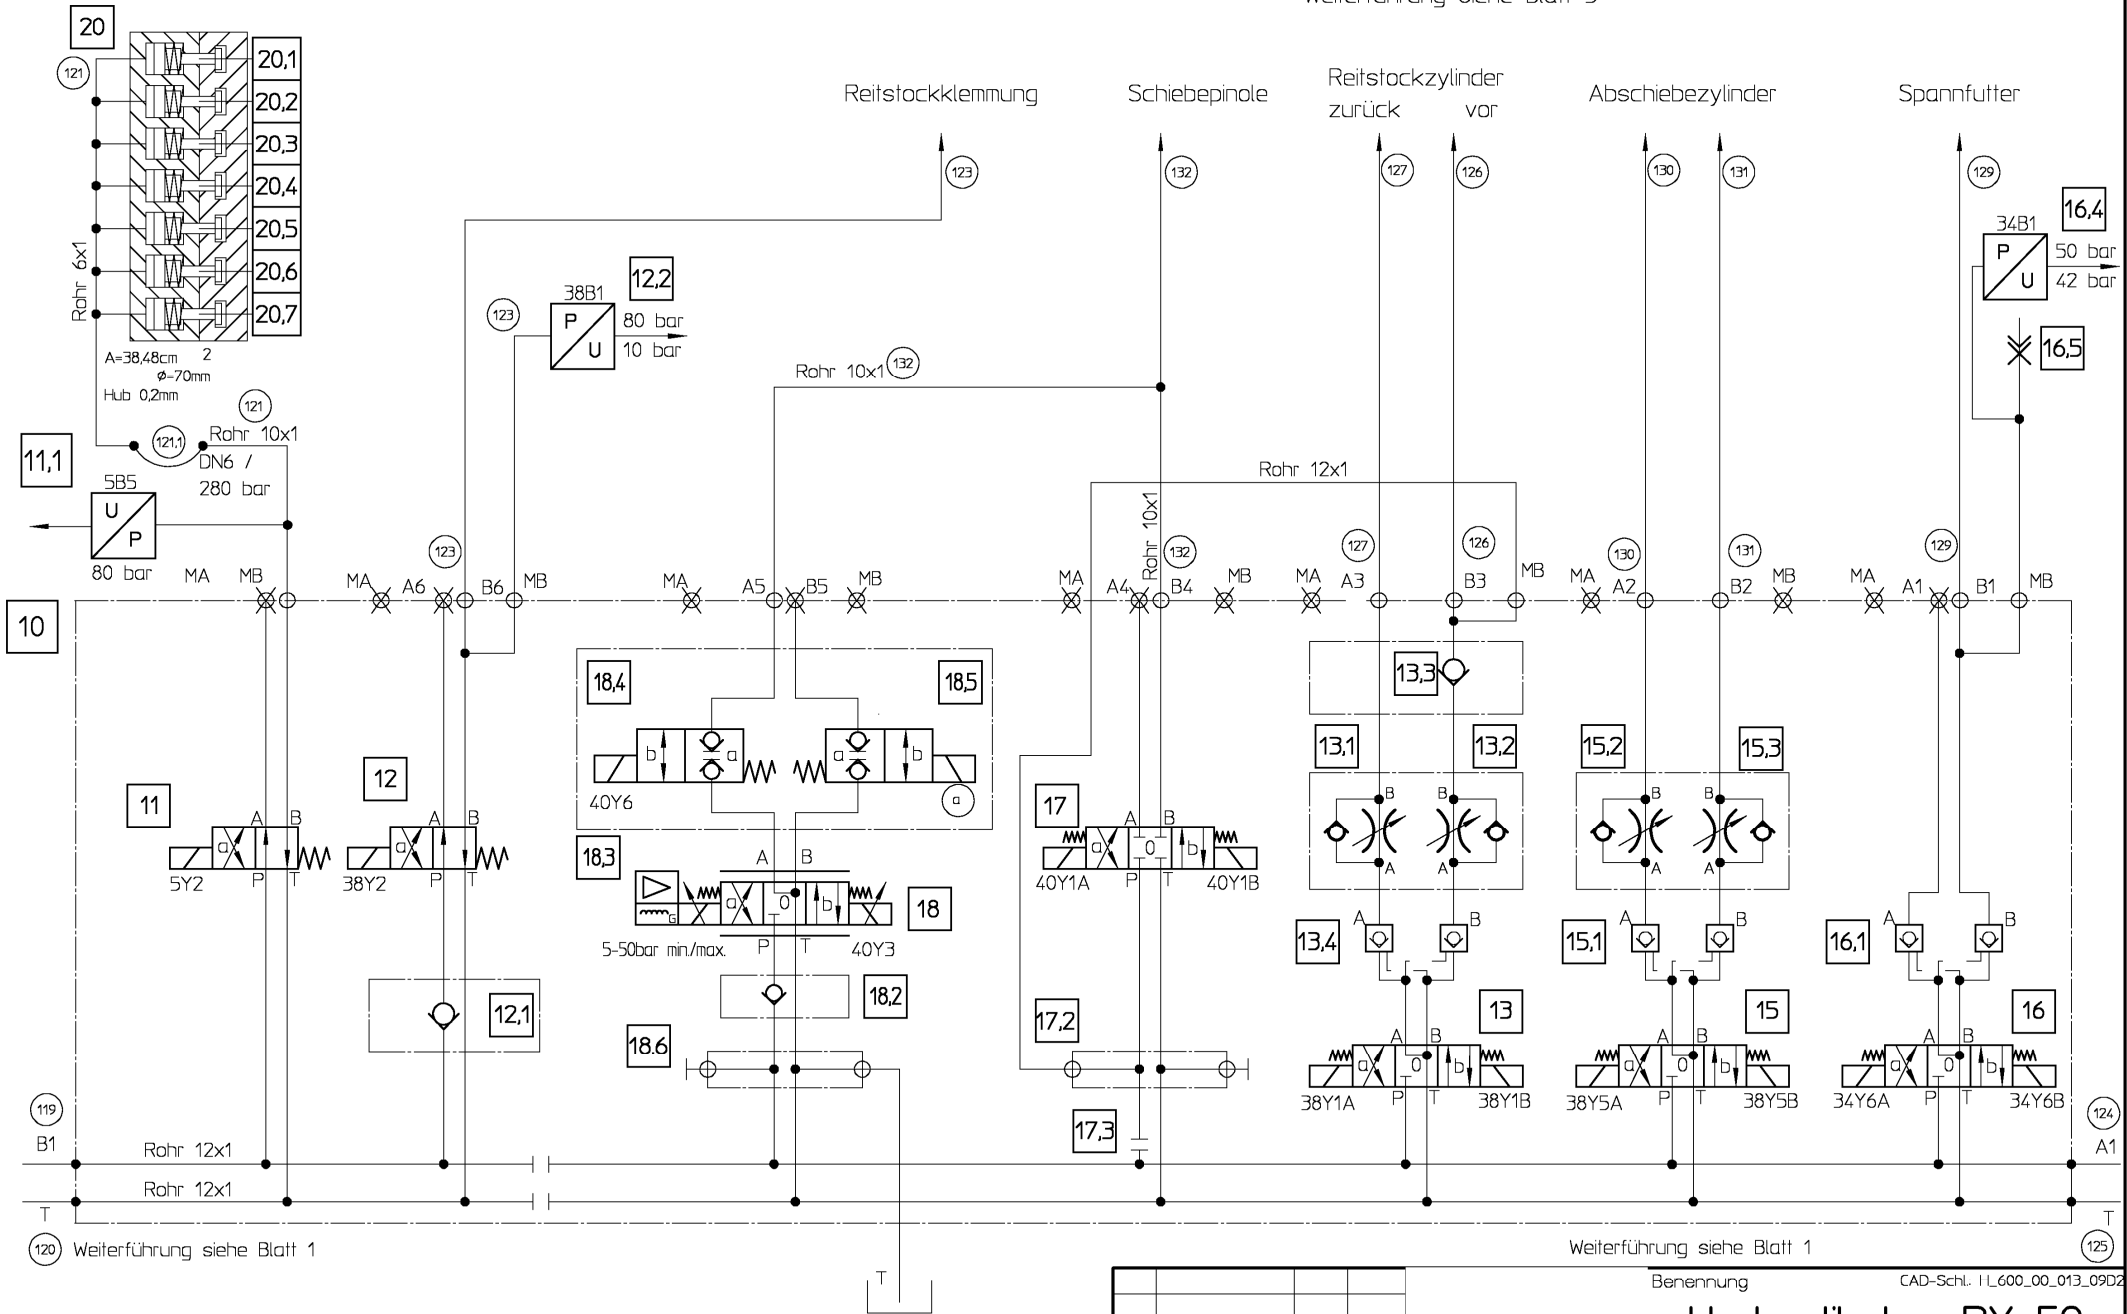 20
121
20,1
20,2
20,3
20,4
20,5
20,6
20,7
Rohr 6x1
A=38,48cm 2
Ø=70mm
Hub 0,2mm
121
121,1
Rohr 10x1
DN6 /
280 bar
11,1
5B5
U
P
80 bar
Reitstockklemmung
123
Schiebepinole
132
Reitstockzylinder
zurück vor
127
126
Abschiebezylinder
130
131
Spannfutter
129
34B1
16,4
P
U
50 bar
42 bar
16,5
38B1
12,2
123
P
U
80 bar
10 bar
Rohr 10x1
132
Rohr 12x1
Rohr 10x1
123
132
127
126
130
131
129
MA MB MA A6 B6 MB MA A5 B5 MB MA A4 B4 MB MA A3 B3 MB MA A2 B2 MB MA A1 B1 MB
10
18,4
18,5
b a a b
40Y6
a
13,3
13,1
13,2
15,2
15,3
B B B B
A A A A
11
A B
a
5Y2 P T
12
A B
a
38Y2 P T
18,3
A B
G
a 0 b
18
5-50bar min./max. P T 40Y3
17
A B
a 0 b
40Y1A P T 40Y1B
13,4
A B
15,1
A B
16,1
A B
12,1
18,2
18.6
17,2
17,3
13
A B
a 0 b
38Y1A P T 38Y1B
15
A B
a 0 b
38Y5A P T 38Y5B
16
A B
a 0 b
34Y6A P T 34Y6B
119
B1
Rohr 12x1
Rohr 12x1
T
120
Weiterführung siehe Blatt 1
124
A1
T
125
Weiterführung siehe Blatt 1
T
Benennung
CAD-Schl.: